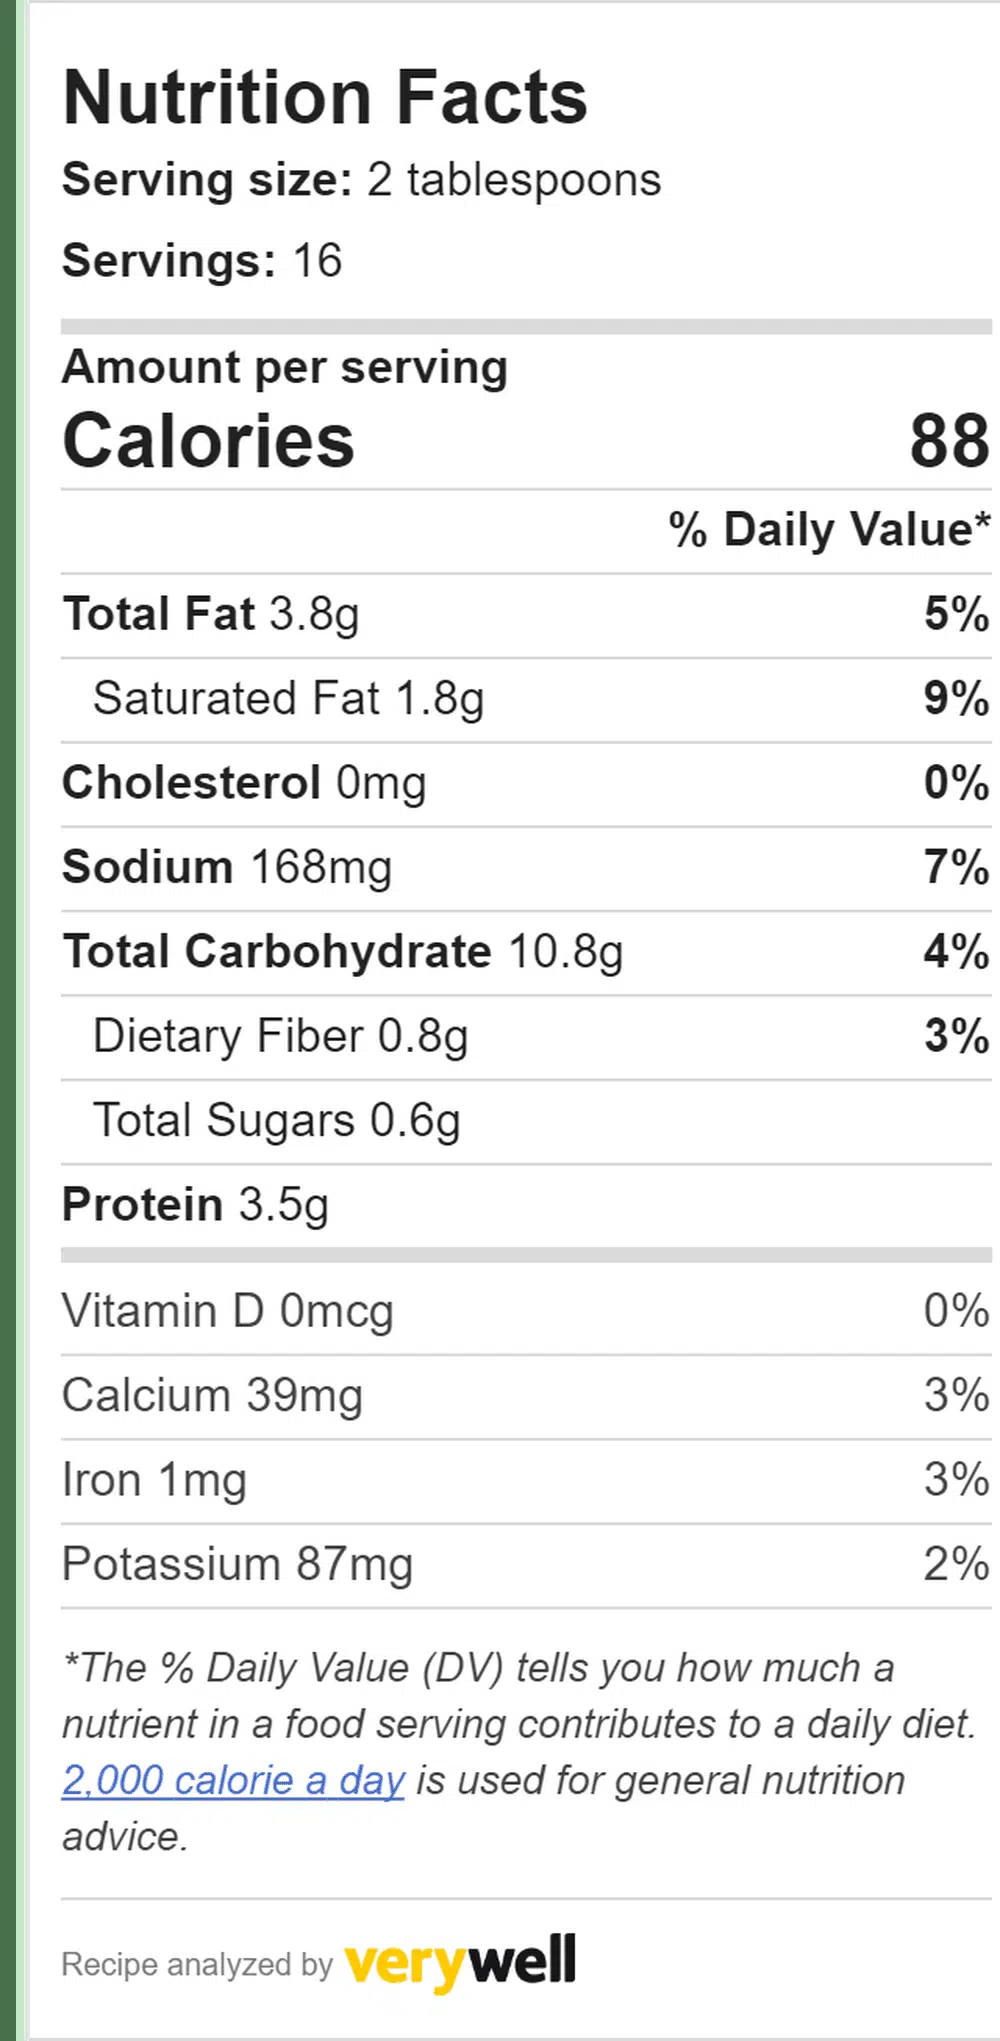 Nutrition Facts
Serving size: 2 tablespoons
Servings: 16
Amount per serving
Calories 88
% Daily Value*
Total Fat 3.8g 5%
Saturated Fat 1.8g 9%
Cholesterol 0mg 0%
Sodium 168mg 7%
Total Carbohydrate 10.8g 4%
Dietary Fiber 0.8g 3%
Total Sugars 0.6g
Protein 3.5g
Vitamin D 0mcg 0%
Calcium 39mg 3%
Iron 1mg 3%
Potassium 87mg 2%
*The % Daily Value (DV) tells you how much a
nutrient in a food serving contributes to a daily diet.
2,000 calorie a day is used for general nutrition
advice.
Recipe analyzed by verywell